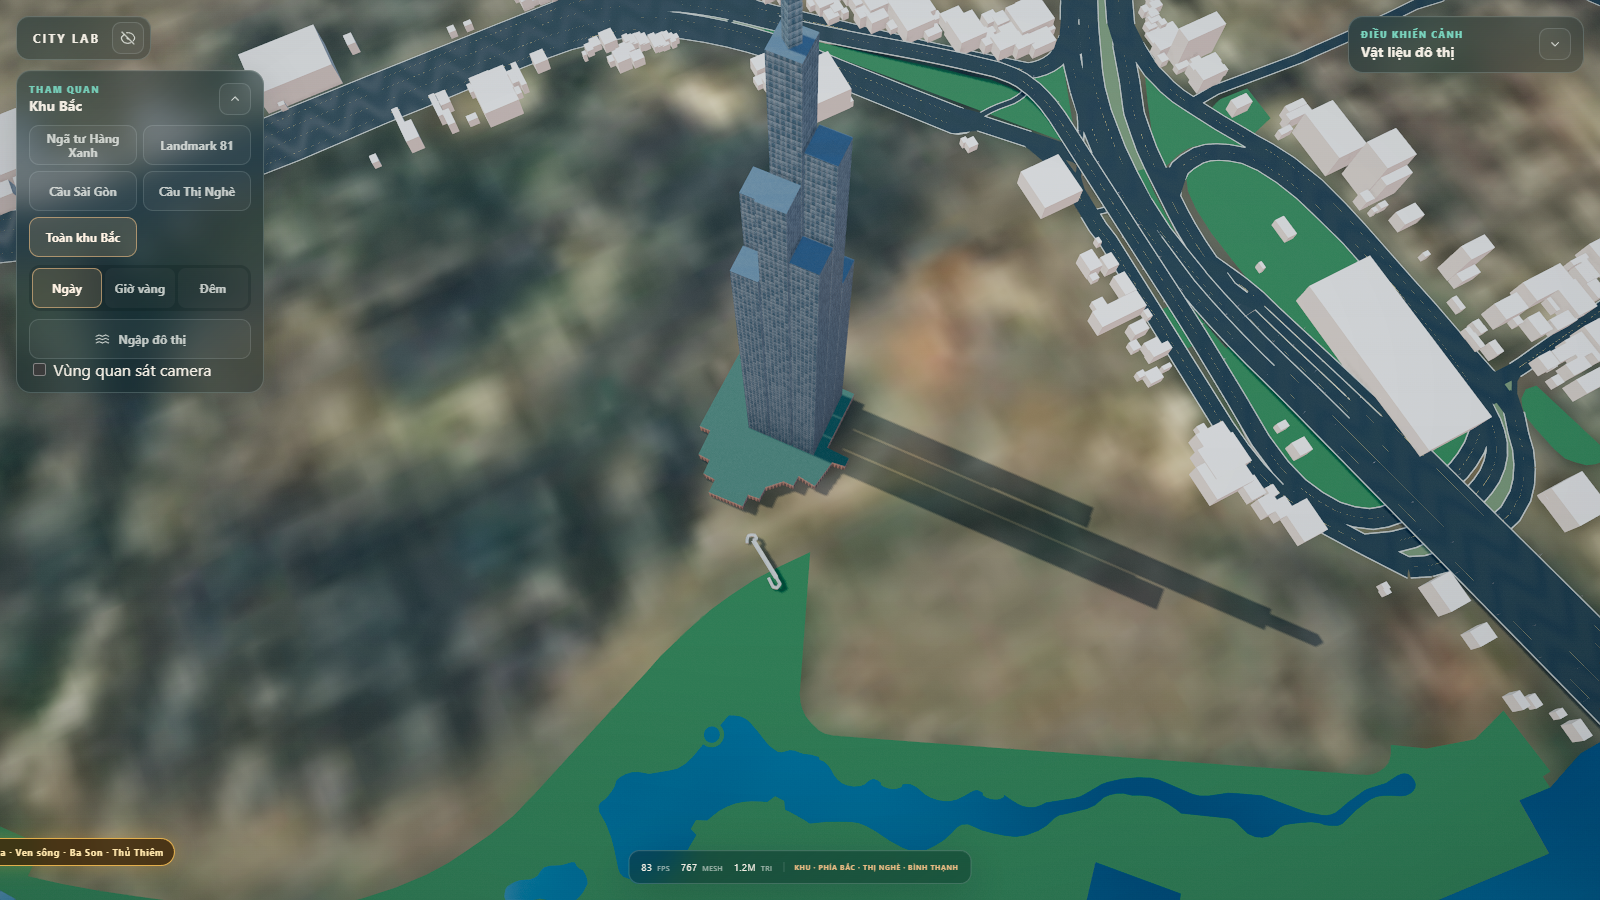 CITY LAB
THAM QUAN
Khu Bắc
Ngã tư Hàng
Xanh
Landmark 81
Cầu Sài Gòn
Cầu Thị Nghè
Toàn khu Bắc
Ngày
Giờ vàng
Đêm
Ngập đô thị
Vùng quan sát camera
ĐIỀU KHIỂN CẢNH
Vật liệu đô thị
a · Ven sông · Ba Son · Thủ Thiêm
83 FPS 767 MESH 1.2M TRI KHU · PHÍA BẮC · THỊ NGHÈ · BÌNH THẠNH